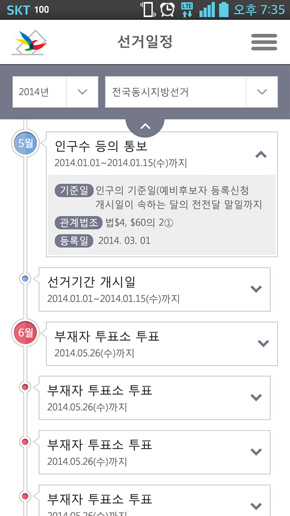 SKT 100 LTE 오후 7:35
선거일정
2014년 전국동시지방선거
5월
인구수 등의 통보
2014.01.01~2014.01.15(수)까지
기준일 인구의 기준일(예비후보자 등록신청
개시일이 속하는 달의 전전달 말일까지
관계법조 법$4, $60의 2①
등록일 2014. 03. 01
선거기간 개시일
2014.01.01~2014.01.15(수)까지
6월
부재자 투표소 투표
2014.05.26(수)까지
부재자 투표소 투표
2014.05.26(수)까지
부재자 투표소 투표
2014.05.26(수)까지
부재자 투표소 투표
2014.05.26(수)까지